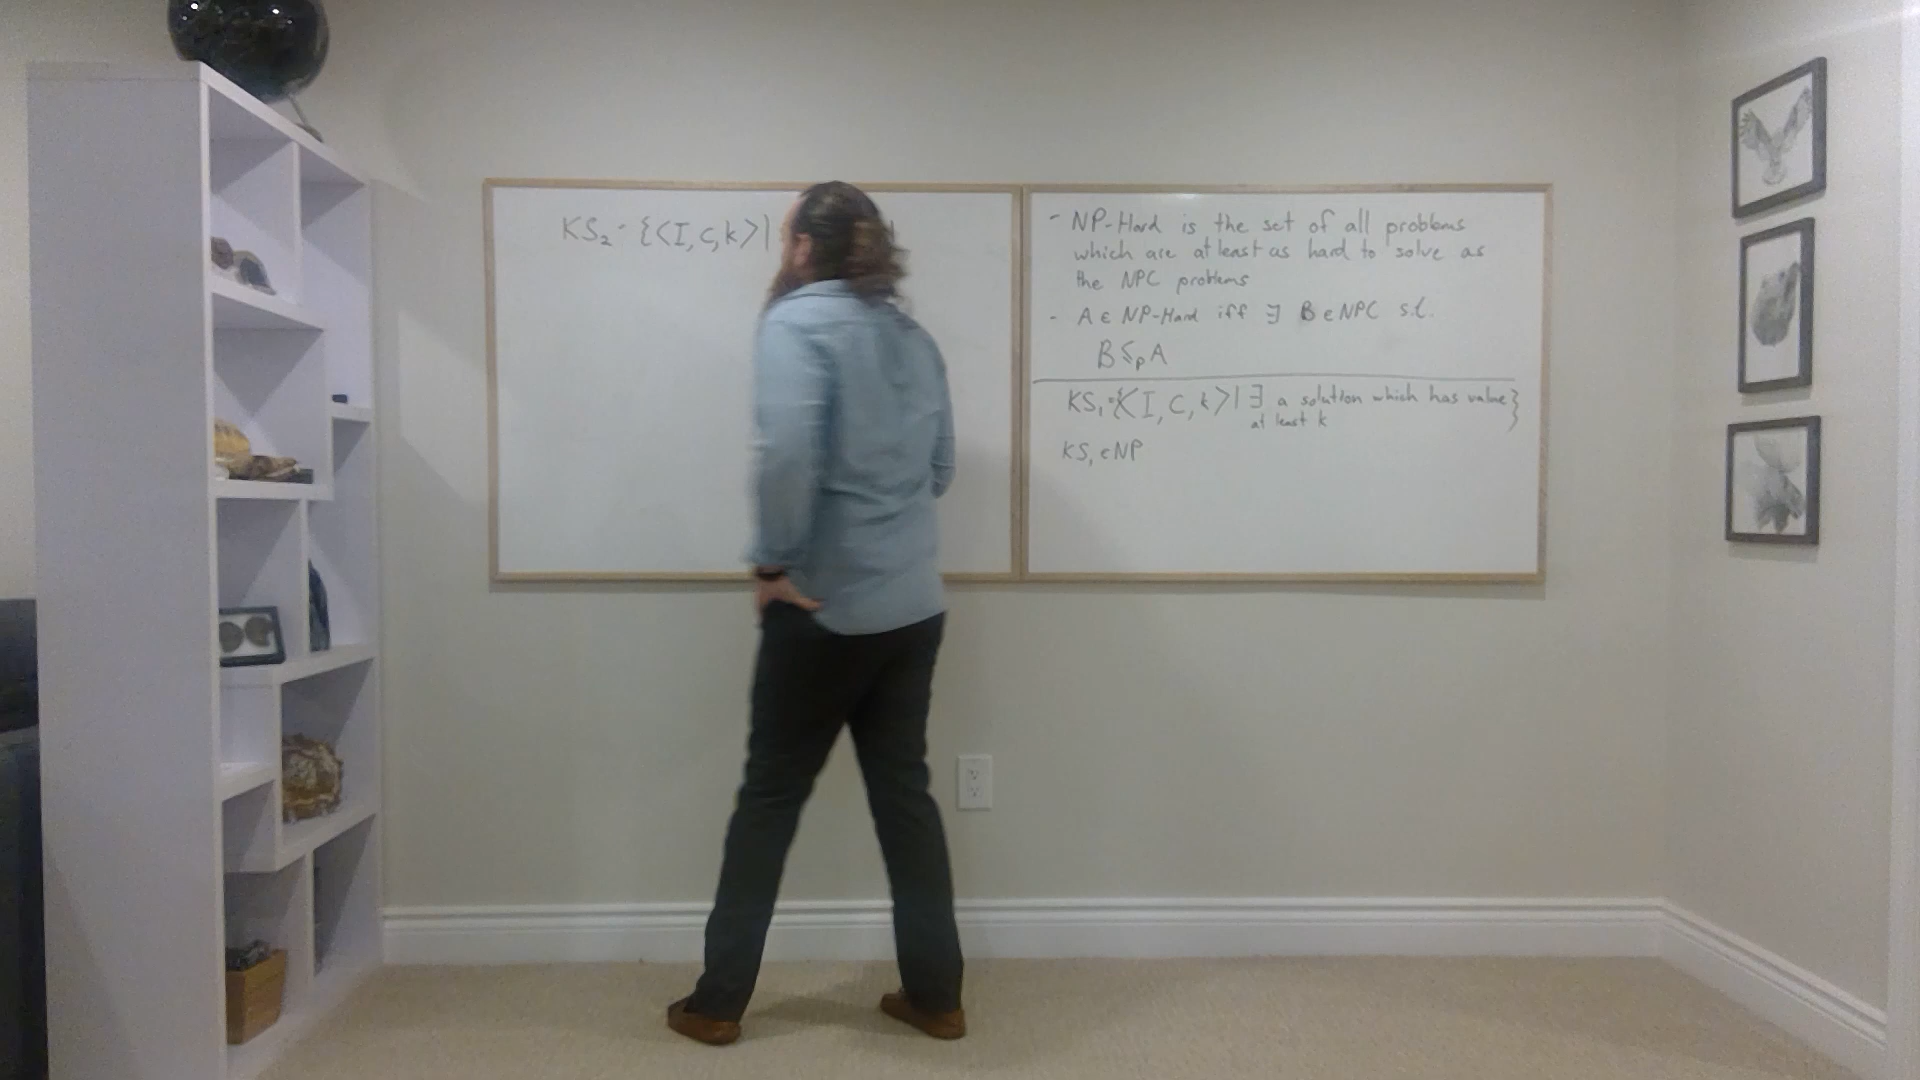 KS₂ = {<I, C, k>|
- NP-Hard is the set of all problems
which are at least as hard to solve as
the NPC problems
- A ∈ NP-Hard iff ∃ B ∈ NPC s.t.
B ≤ₚ A
KS₁ = {<I, C, k>| ∃ a solution which has value}
at least k
KS₁ ∈ NP